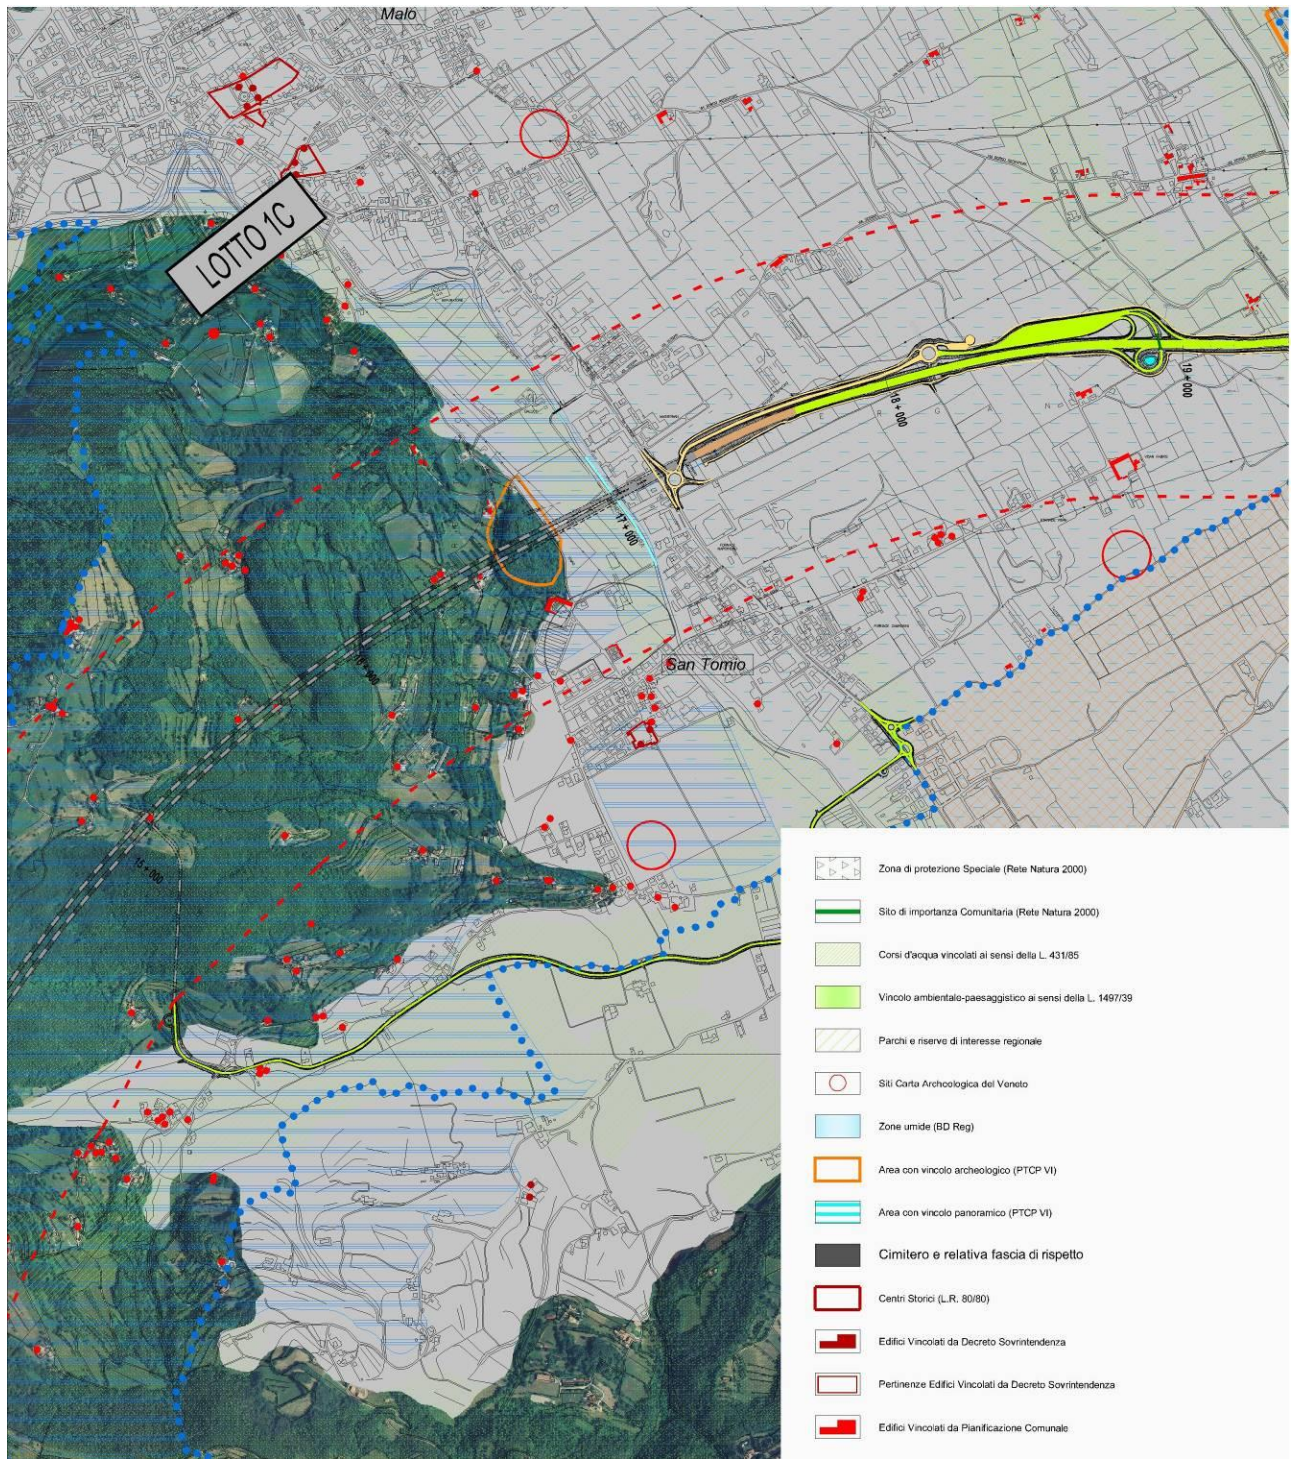 Malo
LOTTO 1C
19 + 000
18 + 000
17 + 000
San Tomio
16 + 000
15 + 000
Zona di protezione Speciale (Rete Natura 2000)
Sito di importanza Comunitaria (Rete Natura 2000)
Corsi d'acqua vincolati ai sensi della L. 431/85
Vincolo ambientale-paesaggistico ai sensi della L. 1497/39
Parchi e riserve di interesse regionale
Siti Carta Archeologica del Veneto
Zone umide (BD Reg)
Area con vincolo archeologico (PTCP VI)
Area con vincolo panoramico (PTCP VI)
Cimitero e relativa fascia di rispetto
Centri Storici (L.R. 80/80)
Edifici Vincolati da Decreto Sovrintendenza
Pertinenze Edifici Vincolati da Decreto Sovrintendenza
Edifici Vincolati da Pianificazione Comunale